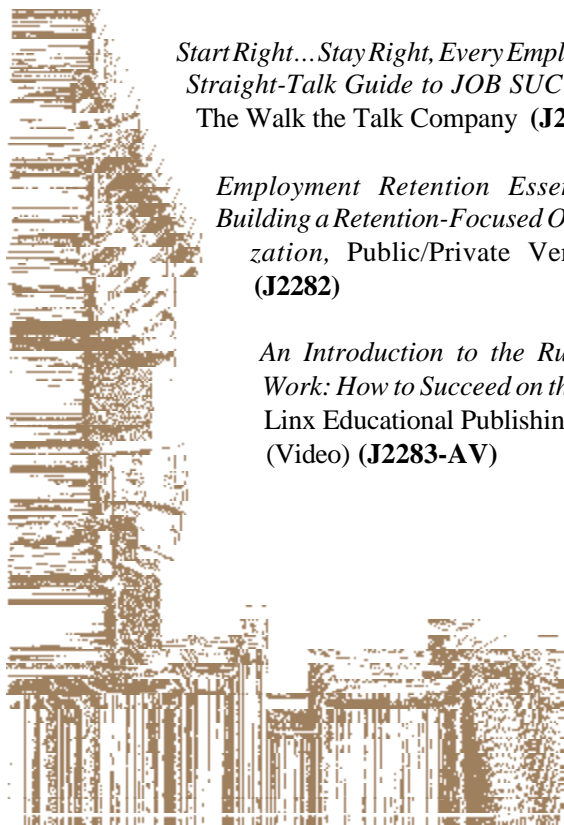 Start Right...Stay Right, Every Empl
Straight-Talk Guide to JOB SUC
The Walk the Talk Company (J2
Employment Retention Essen
Building a Retention-Focused O
zation, Public/Private Ven
(J2282)
An Introduction to the Ru
Work: How to Succeed on th
Linx Educational Publishin
(Video) (J2283-AV)